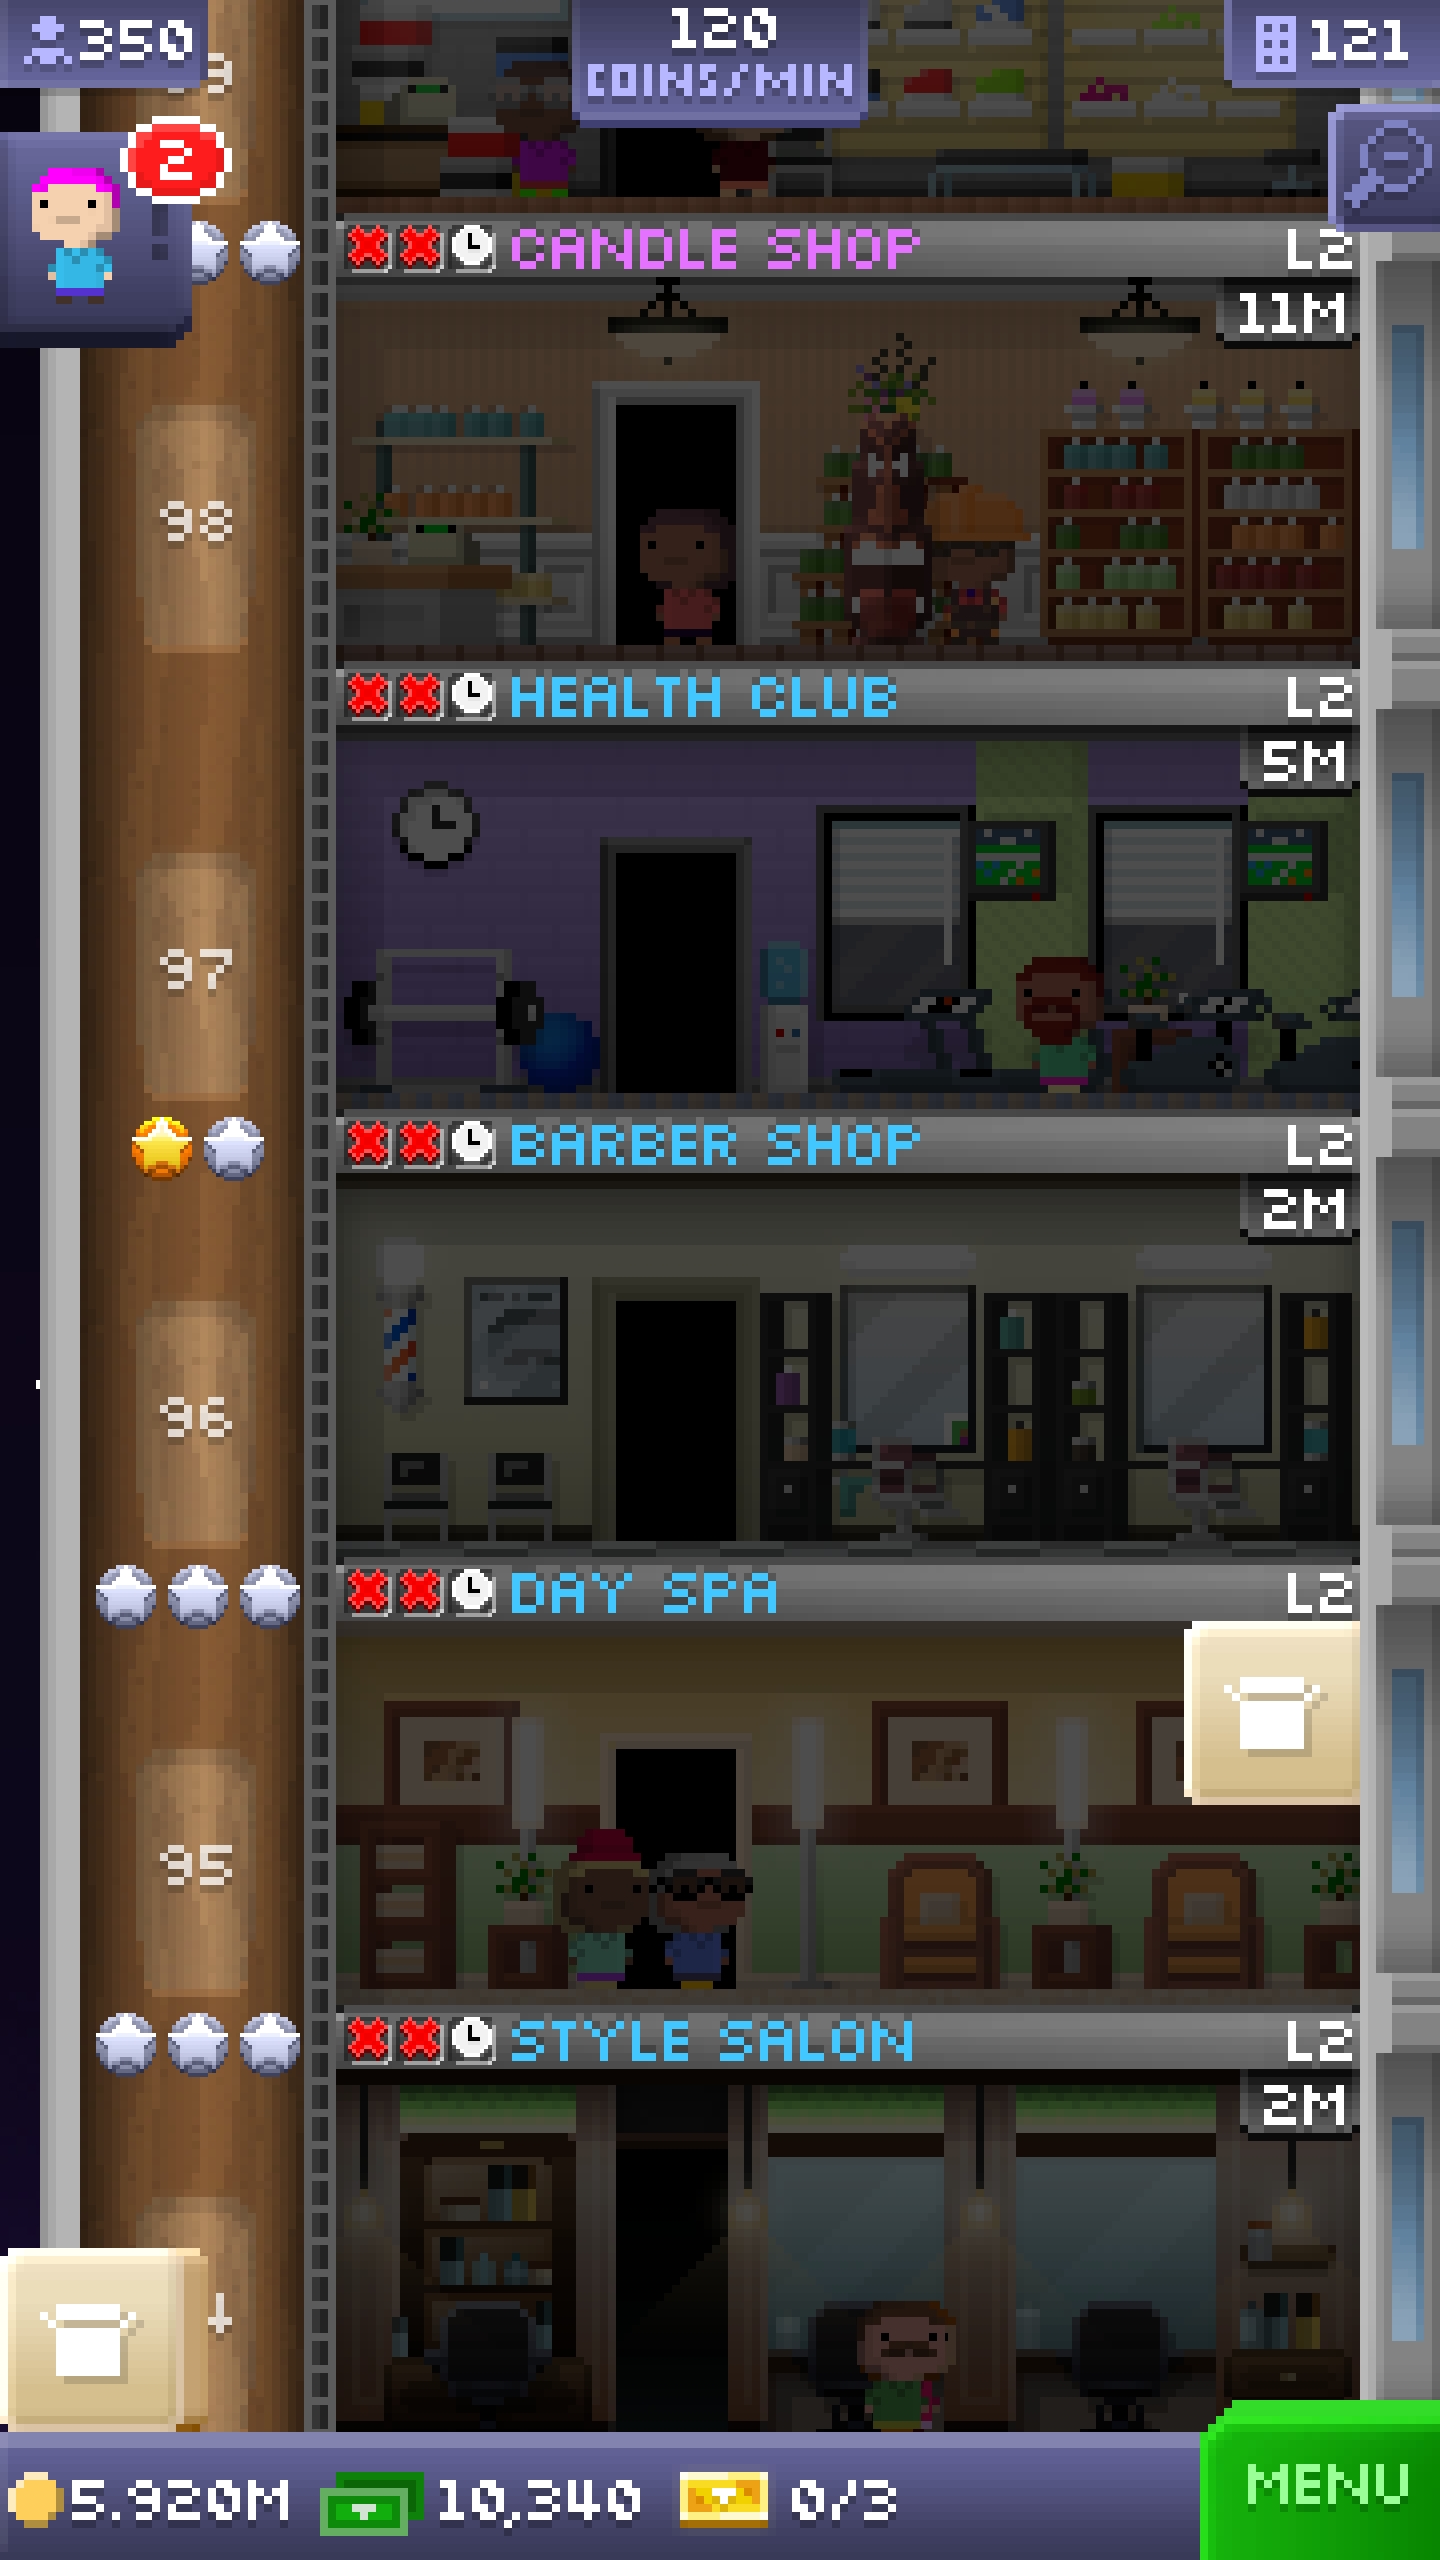 350
120
COINS/MIN
121
2
CANDLE SHOP L2
11M
98
HEALTH CLUB L2
5M
97
BARBER SHOP L2
2M
96
DAY SPA L2
95
STYLE SALON L2
2M
5.920M 10,340 0/3
MENU